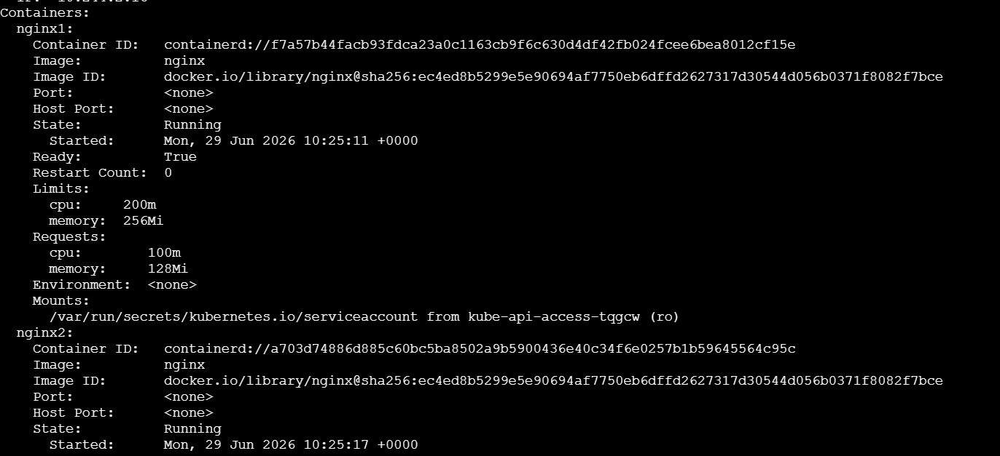 Containers:
  nginx1:
    Container ID:   containerd://f7a57b44facb93fdca23a0c1163cb9f6c630d4df42fb024fcee6bea8012cf15e
    Image:          nginx
    Image ID:       docker.io/library/nginx@sha256:ec4ed8b5299e5e90694af7750eb6dffd2627317d30544d056b0371f8082f7bce
    Port:           <none>
    Host Port:      <none>
    State:          Running
      Started:      Mon, 29 Jun 2026 10:25:11 +0000
    Ready:          True
    Restart Count:  0
    Limits:
      cpu:     200m
      memory:  256Mi
    Requests:
      cpu:        100m
      memory:     128Mi
    Environment:  <none>
    Mounts:
      /var/run/secrets/kubernetes.io/serviceaccount from kube-api-access-tqgcw (ro)
  nginx2:
    Container ID:   containerd://a703d74886d885c60bc5ba8502a9b5900436e40c34f6e0257b1b59645564c95c
    Image:          nginx
    Image ID:       docker.io/library/nginx@sha256:ec4ed8b5299e5e90694af7750eb6dffd2627317d30544d056b0371f8082f7bce
    Port:           <none>
    Host Port:      <none>
    State:          Running
      Started:      Mon, 29 Jun 2026 10:25:17 +0000